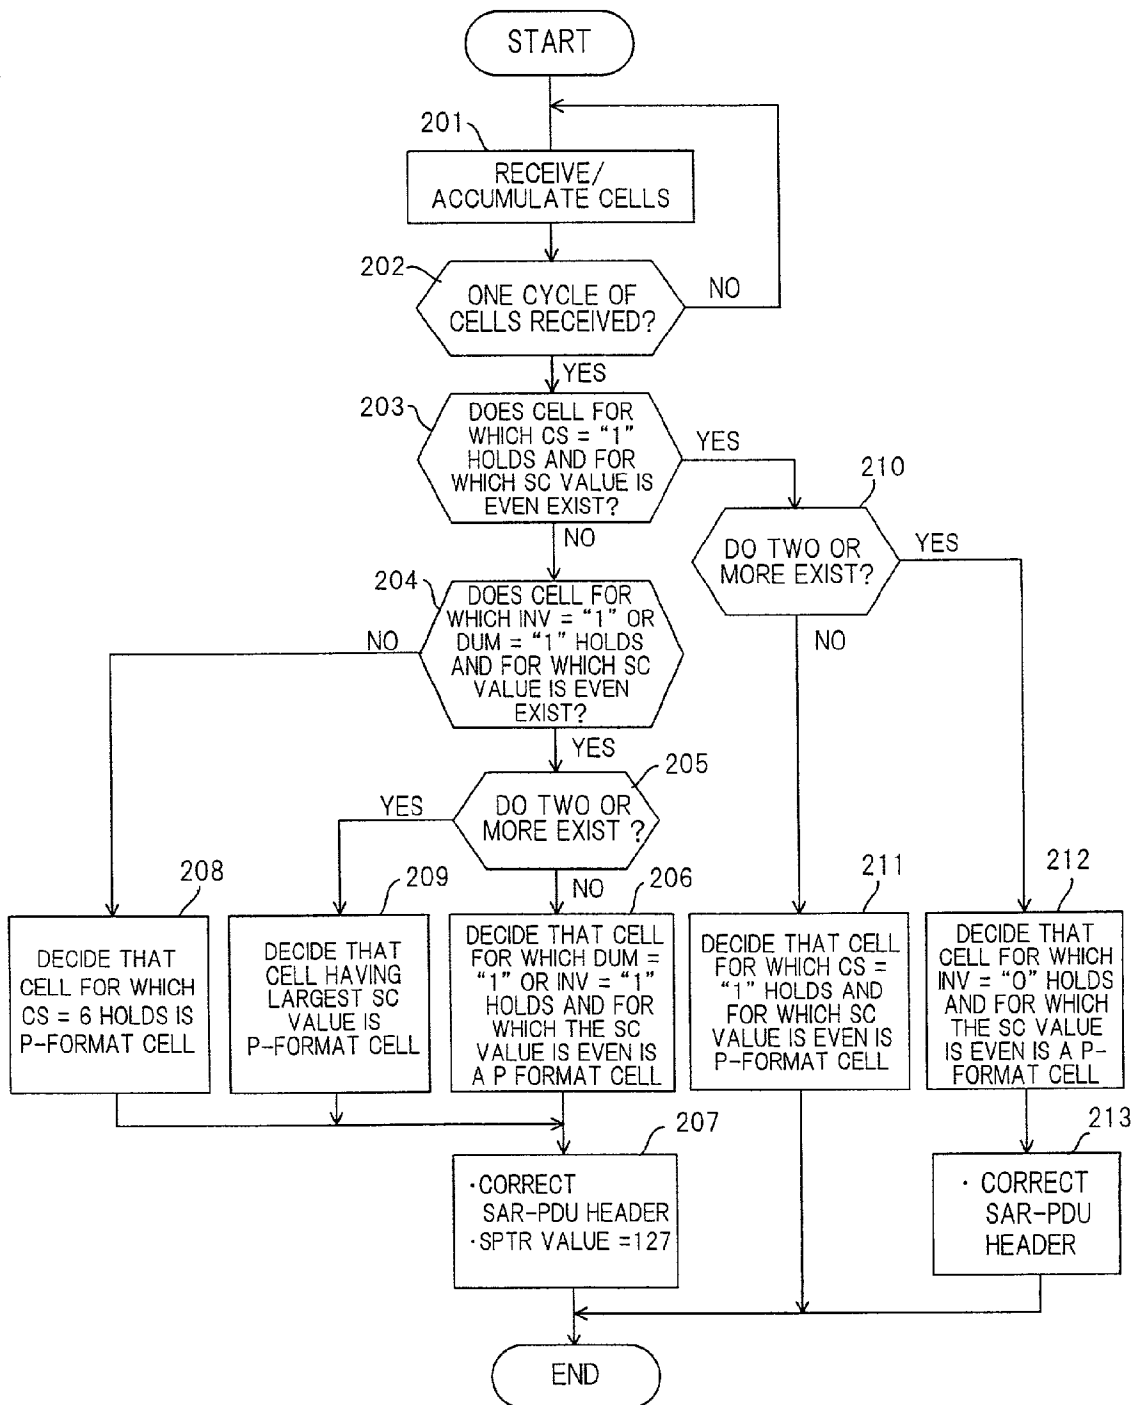 START
201
RECEIVE/
ACCUMULATE CELLS
202
ONE CYCLE OF
CELLS RECEIVED?
NO
YES
203
DOES CELL FOR
WHICH CS = "1"
HOLDS AND FOR
WHICH SC VALUE IS
EVEN EXIST?
YES
NO
210
DO TWO OR
MORE EXIST?
YES
NO
204
DOES CELL FOR
WHICH INV = "1" OR
DUM = "1" HOLDS
AND FOR WHICH SC
VALUE IS EVEN
EXIST?
NO
YES
205
DO TWO OR
MORE EXIST ?
YES
NO
208
DECIDE THAT
CELL FOR WHICH
CS = 6 HOLDS IS
P-FORMAT CELL
209
DECIDE THAT
CELL HAVING
LARGEST SC
VALUE IS
P-FORMAT CELL
206
DECIDE THAT CELL
FOR WHICH DUM =
"1" OR INV = "1"
HOLDS AND FOR
WHICH THE SC
VALUE IS EVEN IS
A P FORMAT CELL
211
DECIDE THAT CELL
FOR WHICH CS =
"1" HOLDS AND
FOR WHICH SC
VALUE IS EVEN IS
P-FORMAT CELL
212
DECIDE THAT
CELL FOR WHICH
INV = "0" HOLDS
AND FOR WHICH
THE SC VALUE
IS EVEN IS A P-
FORMAT CELL
207
·CORRECT
SAR-PDU HEADER
·SPTR VALUE =127
213
· CORRECT
SAR-PDU
HEADER
END